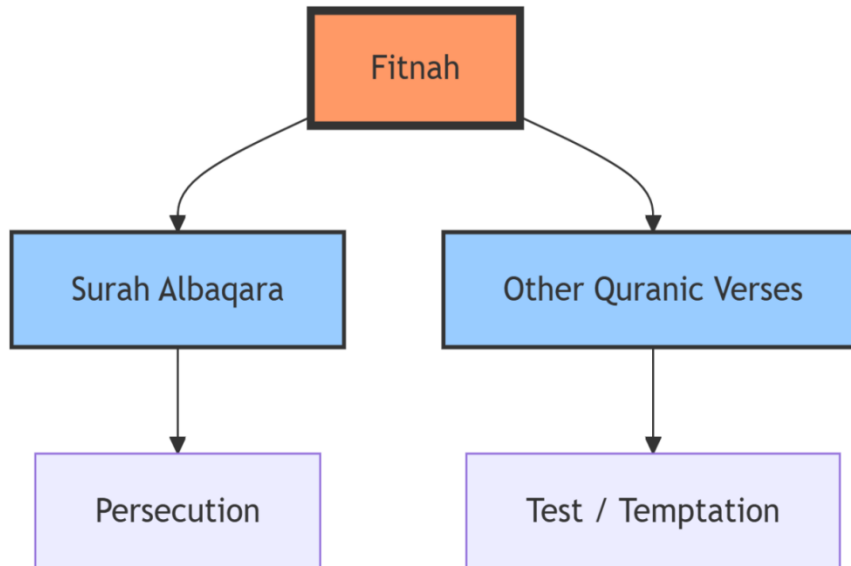 Fitnah
Surah Albaqara
Other Quranic Verses
Persecution
Test / Temptation